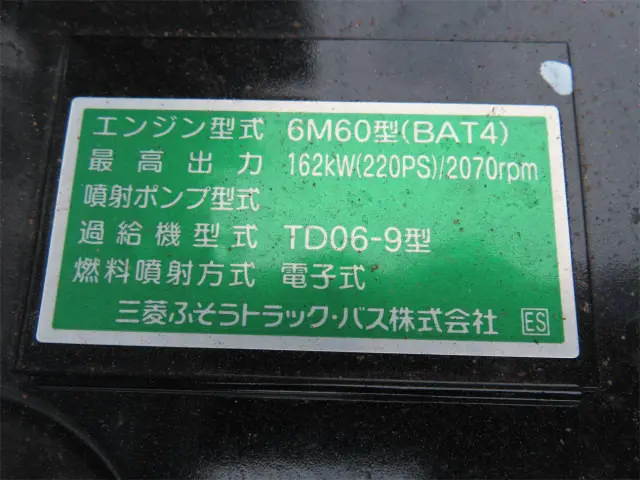 エンジン型式 6M60型(BAT4)
最高出力 162kW(220PS)/2070rpm
噴射ポンプ型式
過給機型式 TD06-9型
燃料噴射方式 電子式
三菱ふそうトラック・バス株式会社 ES